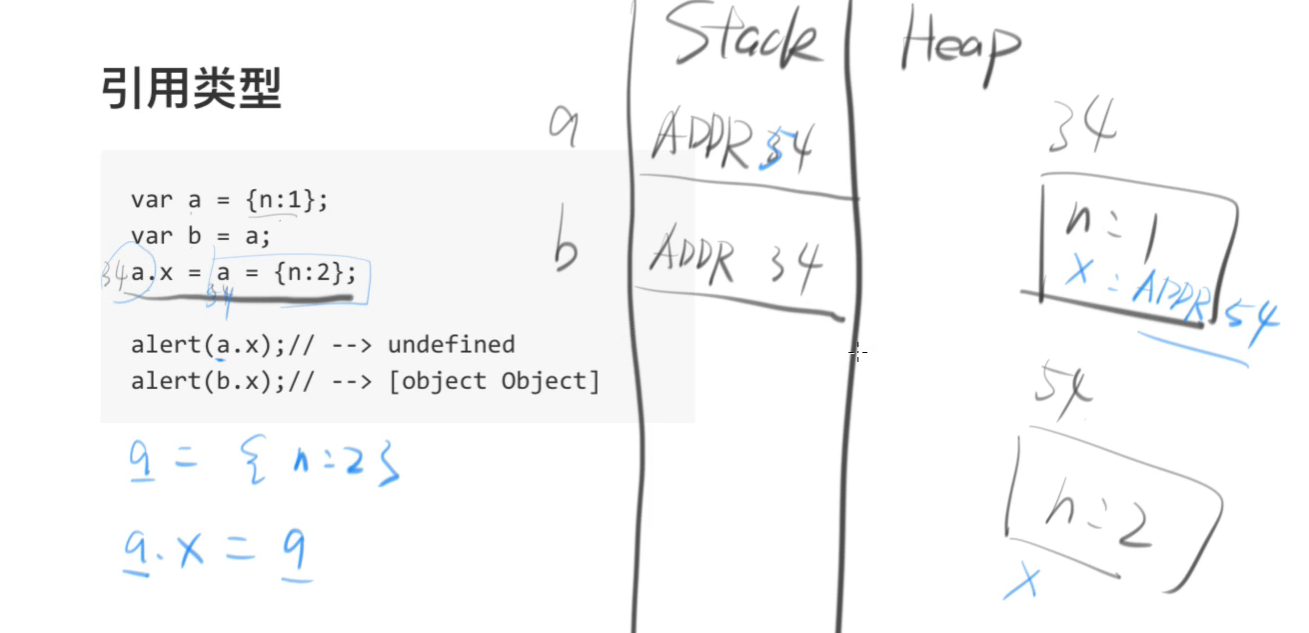 引用类型
var a = {n:1};
var b = a;
34 a.x = a = {n:2};
34
alert(a.x);// --> undefined
alert(b.x);// --> [object Object]
a = { n:2}
a.x = a
Stack
Heap
a
ADDR 54
b
ADDR 34
34
n:1
x:ADDR 54
54
n:2
x